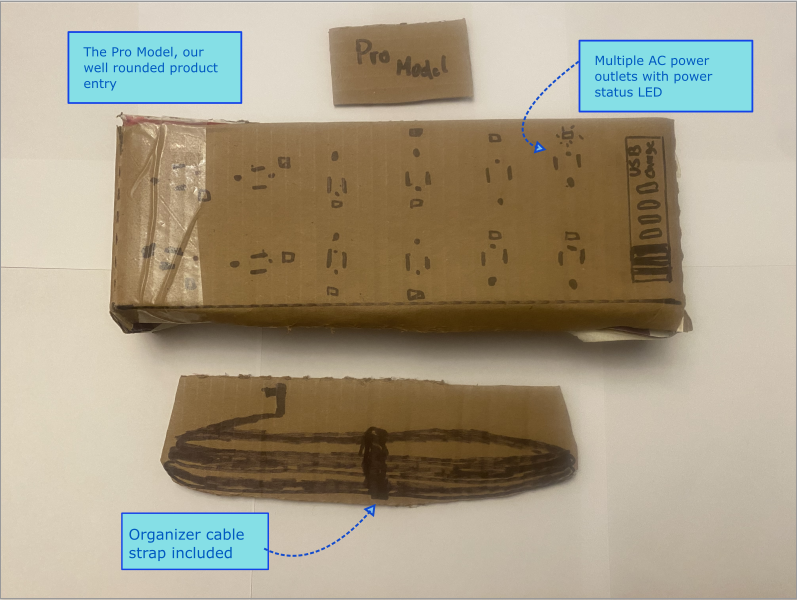 The Pro Model, our
well rounded product
entry
Pro
Model
Multiple AC power
outlets with power
status LED
USB
Charge
Organizer cable
strap included